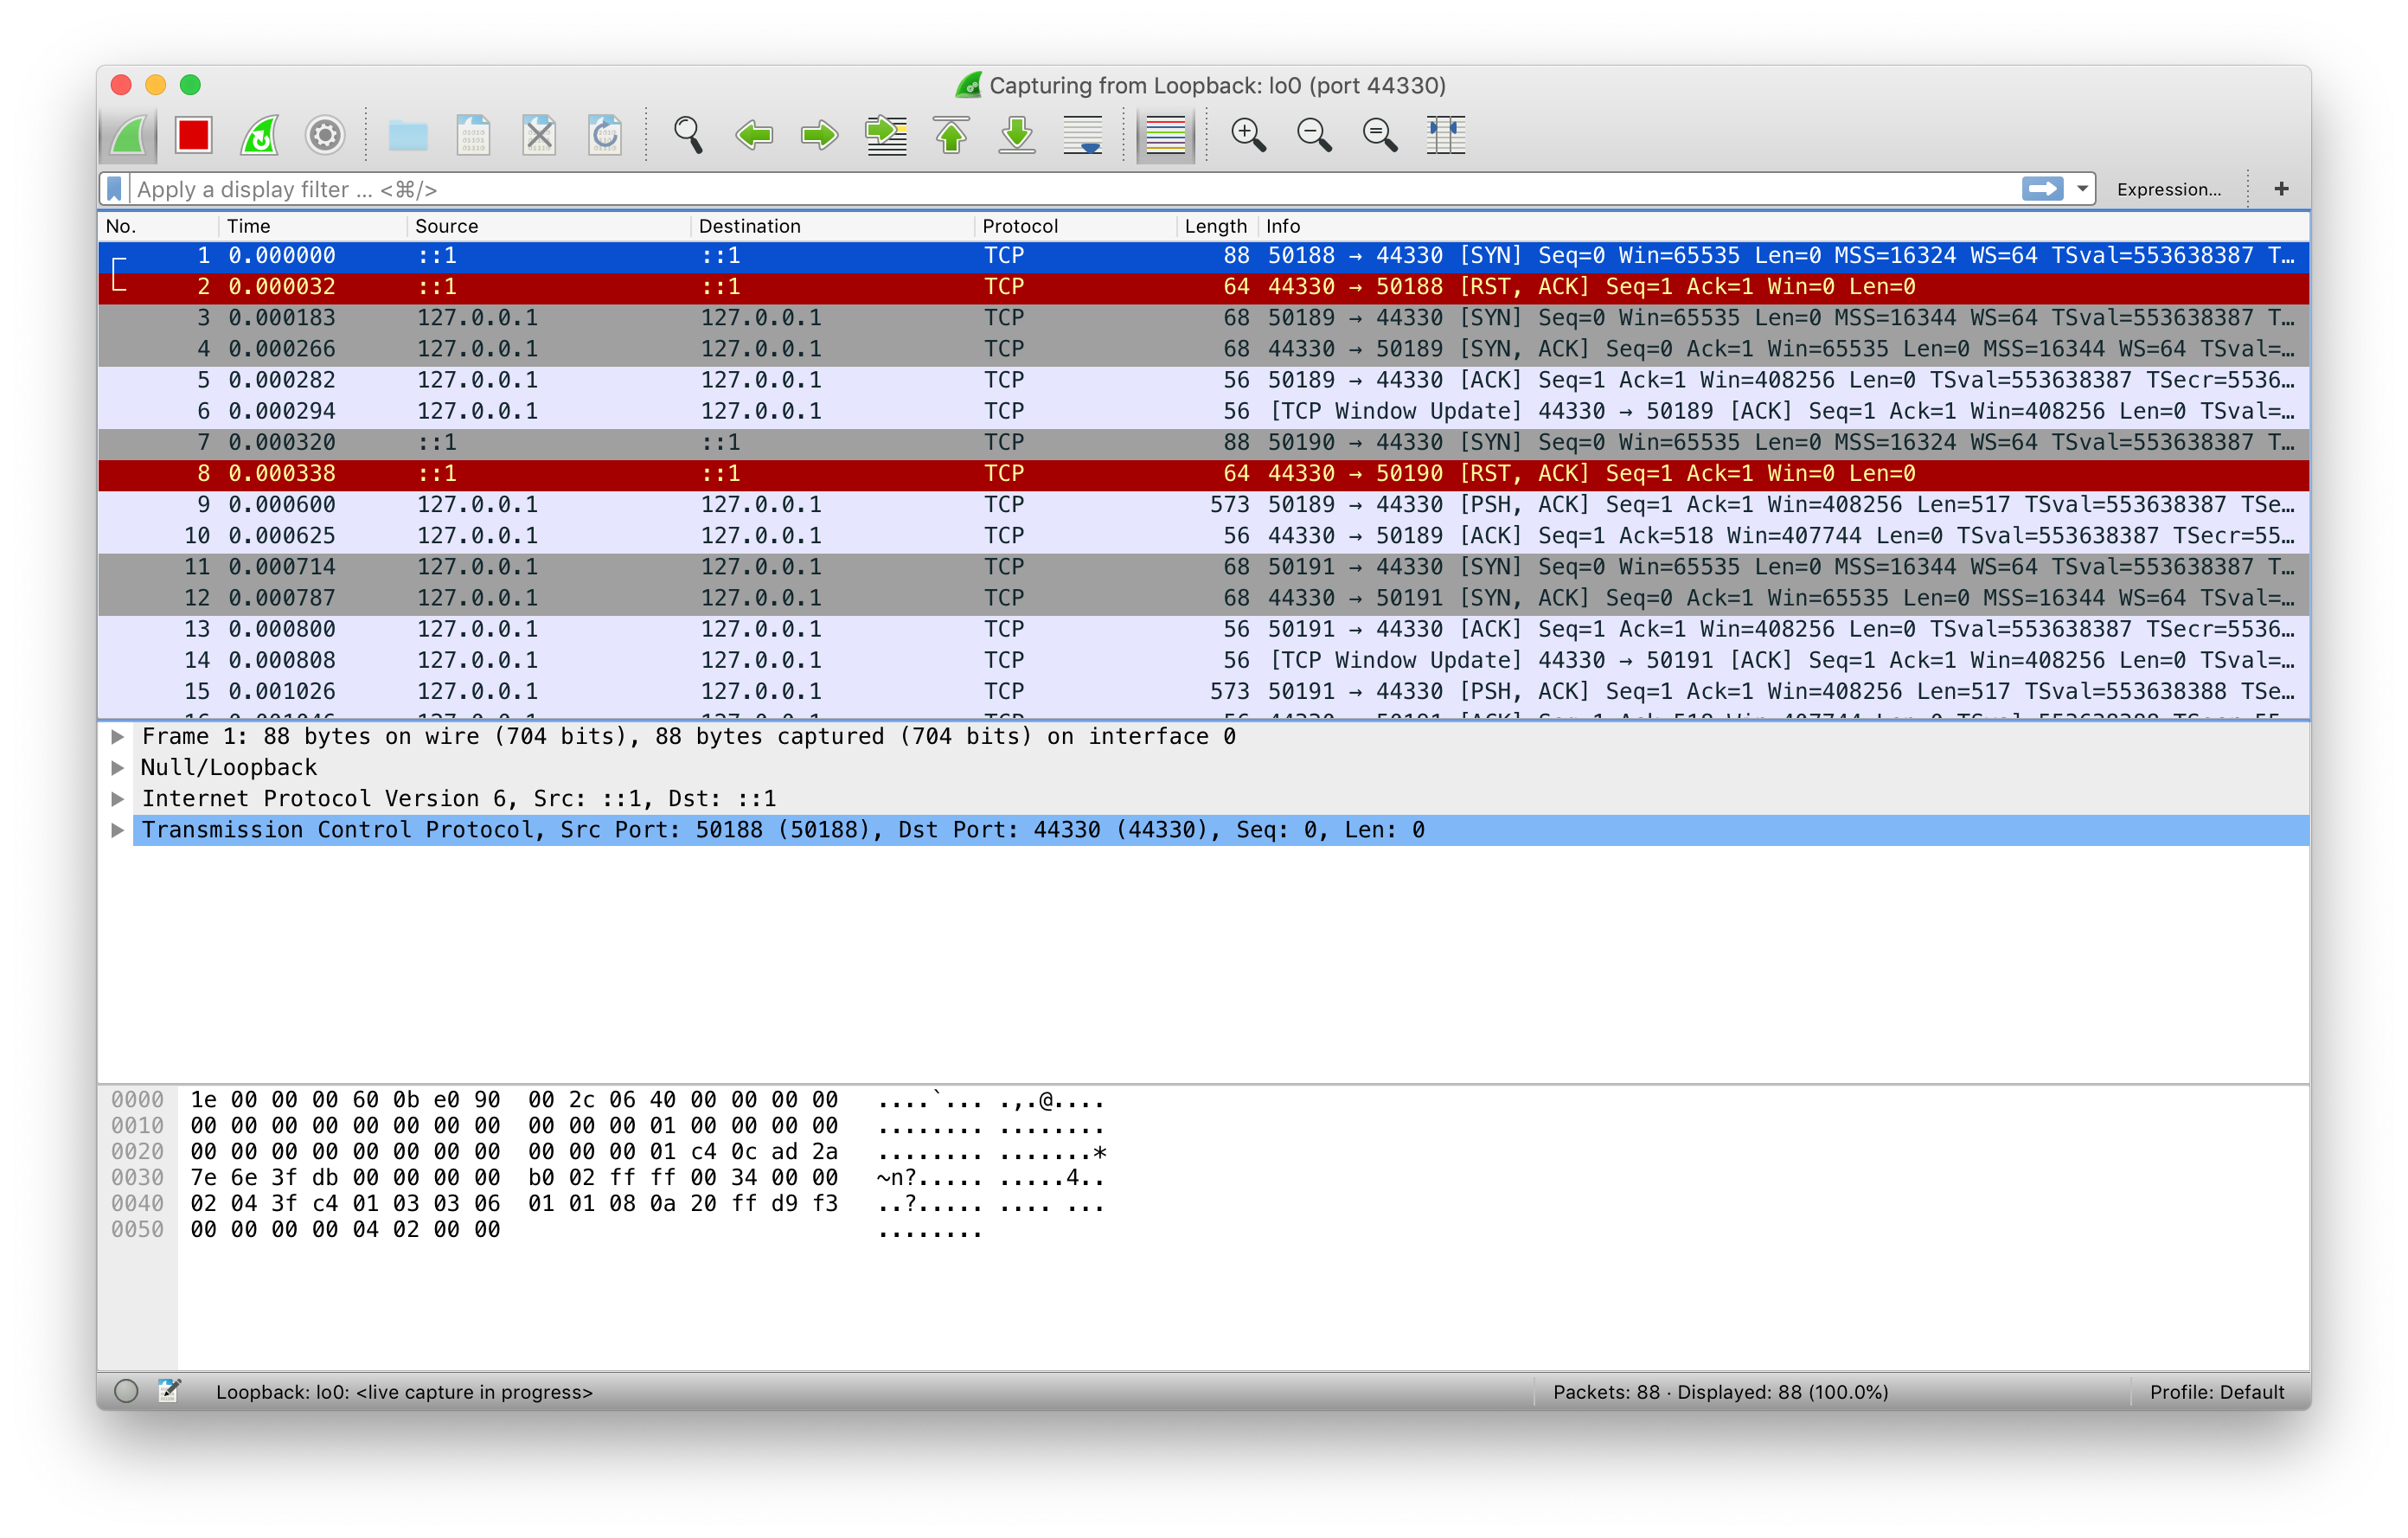 Capturing from Loopback: lo0 (port 44330)
Apply a display filter ... <⌘/>
Expression...
+
No. Time Source Destination Protocol Length Info
1 0.000000 ::1 ::1 TCP 88 50188 → 44330 [SYN] Seq=0 Win=65535 Len=0 MSS=16324 WS=64 TSval=553638387 T…
2 0.000032 ::1 ::1 TCP 64 44330 → 50188 [RST, ACK] Seq=1 Ack=1 Win=0 Len=0
3 0.000183 127.0.0.1 127.0.0.1 TCP 68 50189 → 44330 [SYN] Seq=0 Win=65535 Len=0 MSS=16344 WS=64 TSval=553638387 T…
4 0.000266 127.0.0.1 127.0.0.1 TCP 68 44330 → 50189 [SYN, ACK] Seq=0 Ack=1 Win=65535 Len=0 MSS=16344 WS=64 TSval=…
5 0.000282 127.0.0.1 127.0.0.1 TCP 56 50189 → 44330 [ACK] Seq=1 Ack=1 Win=408256 Len=0 TSval=553638387 TSecr=5536…
6 0.000294 127.0.0.1 127.0.0.1 TCP 56 [TCP Window Update] 44330 → 50189 [ACK] Seq=1 Ack=1 Win=408256 Len=0 TSval=…
7 0.000320 ::1 ::1 TCP 88 50190 → 44330 [SYN] Seq=0 Win=65535 Len=0 MSS=16324 WS=64 TSval=553638387 T…
8 0.000338 ::1 ::1 TCP 64 44330 → 50190 [RST, ACK] Seq=1 Ack=1 Win=0 Len=0
9 0.000600 127.0.0.1 127.0.0.1 TCP 573 50189 → 44330 [PSH, ACK] Seq=1 Ack=1 Win=408256 Len=517 TSval=553638387 TSe…
10 0.000625 127.0.0.1 127.0.0.1 TCP 56 44330 → 50189 [ACK] Seq=1 Ack=518 Win=407744 Len=0 TSval=553638387 TSecr=55…
11 0.000714 127.0.0.1 127.0.0.1 TCP 68 50191 → 44330 [SYN] Seq=0 Win=65535 Len=0 MSS=16344 WS=64 TSval=553638387 T…
12 0.000787 127.0.0.1 127.0.0.1 TCP 68 44330 → 50191 [SYN, ACK] Seq=0 Ack=1 Win=65535 Len=0 MSS=16344 WS=64 TSval=…
13 0.000800 127.0.0.1 127.0.0.1 TCP 56 50191 → 44330 [ACK] Seq=1 Ack=1 Win=408256 Len=0 TSval=553638387 TSecr=5536…
14 0.000808 127.0.0.1 127.0.0.1 TCP 56 [TCP Window Update] 44330 → 50191 [ACK] Seq=1 Ack=1 Win=408256 Len=0 TSval=…
15 0.001026 127.0.0.1 127.0.0.1 TCP 573 50191 → 44330 [PSH, ACK] Seq=1 Ack=1 Win=408256 Len=517 TSval=553638388 TSe…
Frame 1: 88 bytes on wire (704 bits), 88 bytes captured (704 bits) on interface 0
Null/Loopback
Internet Protocol Version 6, Src: ::1, Dst: ::1
Transmission Control Protocol, Src Port: 50188 (50188), Dst Port: 44330 (44330), Seq: 0, Len: 0
0000 1e 00 00 00 60 0b e0 90 00 2c 06 40 00 00 00 00 ....`... .,.@....
0010 00 00 00 00 00 00 00 00 00 00 00 01 00 00 00 00 ........ ........
0020 00 00 00 00 00 00 00 00 00 00 00 01 c4 0c ad 2a ........ .......*
0030 7e 6e 3f db 00 00 00 00 b0 02 ff ff 00 34 00 00 ~n?..... .....4..
0040 02 04 3f c4 01 03 03 06 01 01 08 0a 20 ff d9 f3 ..?..... .... ...
0050 00 00 00 00 04 02 00 00 ........
Loopback: lo0: <live capture in progress>
Packets: 88 · Displayed: 88 (100.0%)
Profile: Default